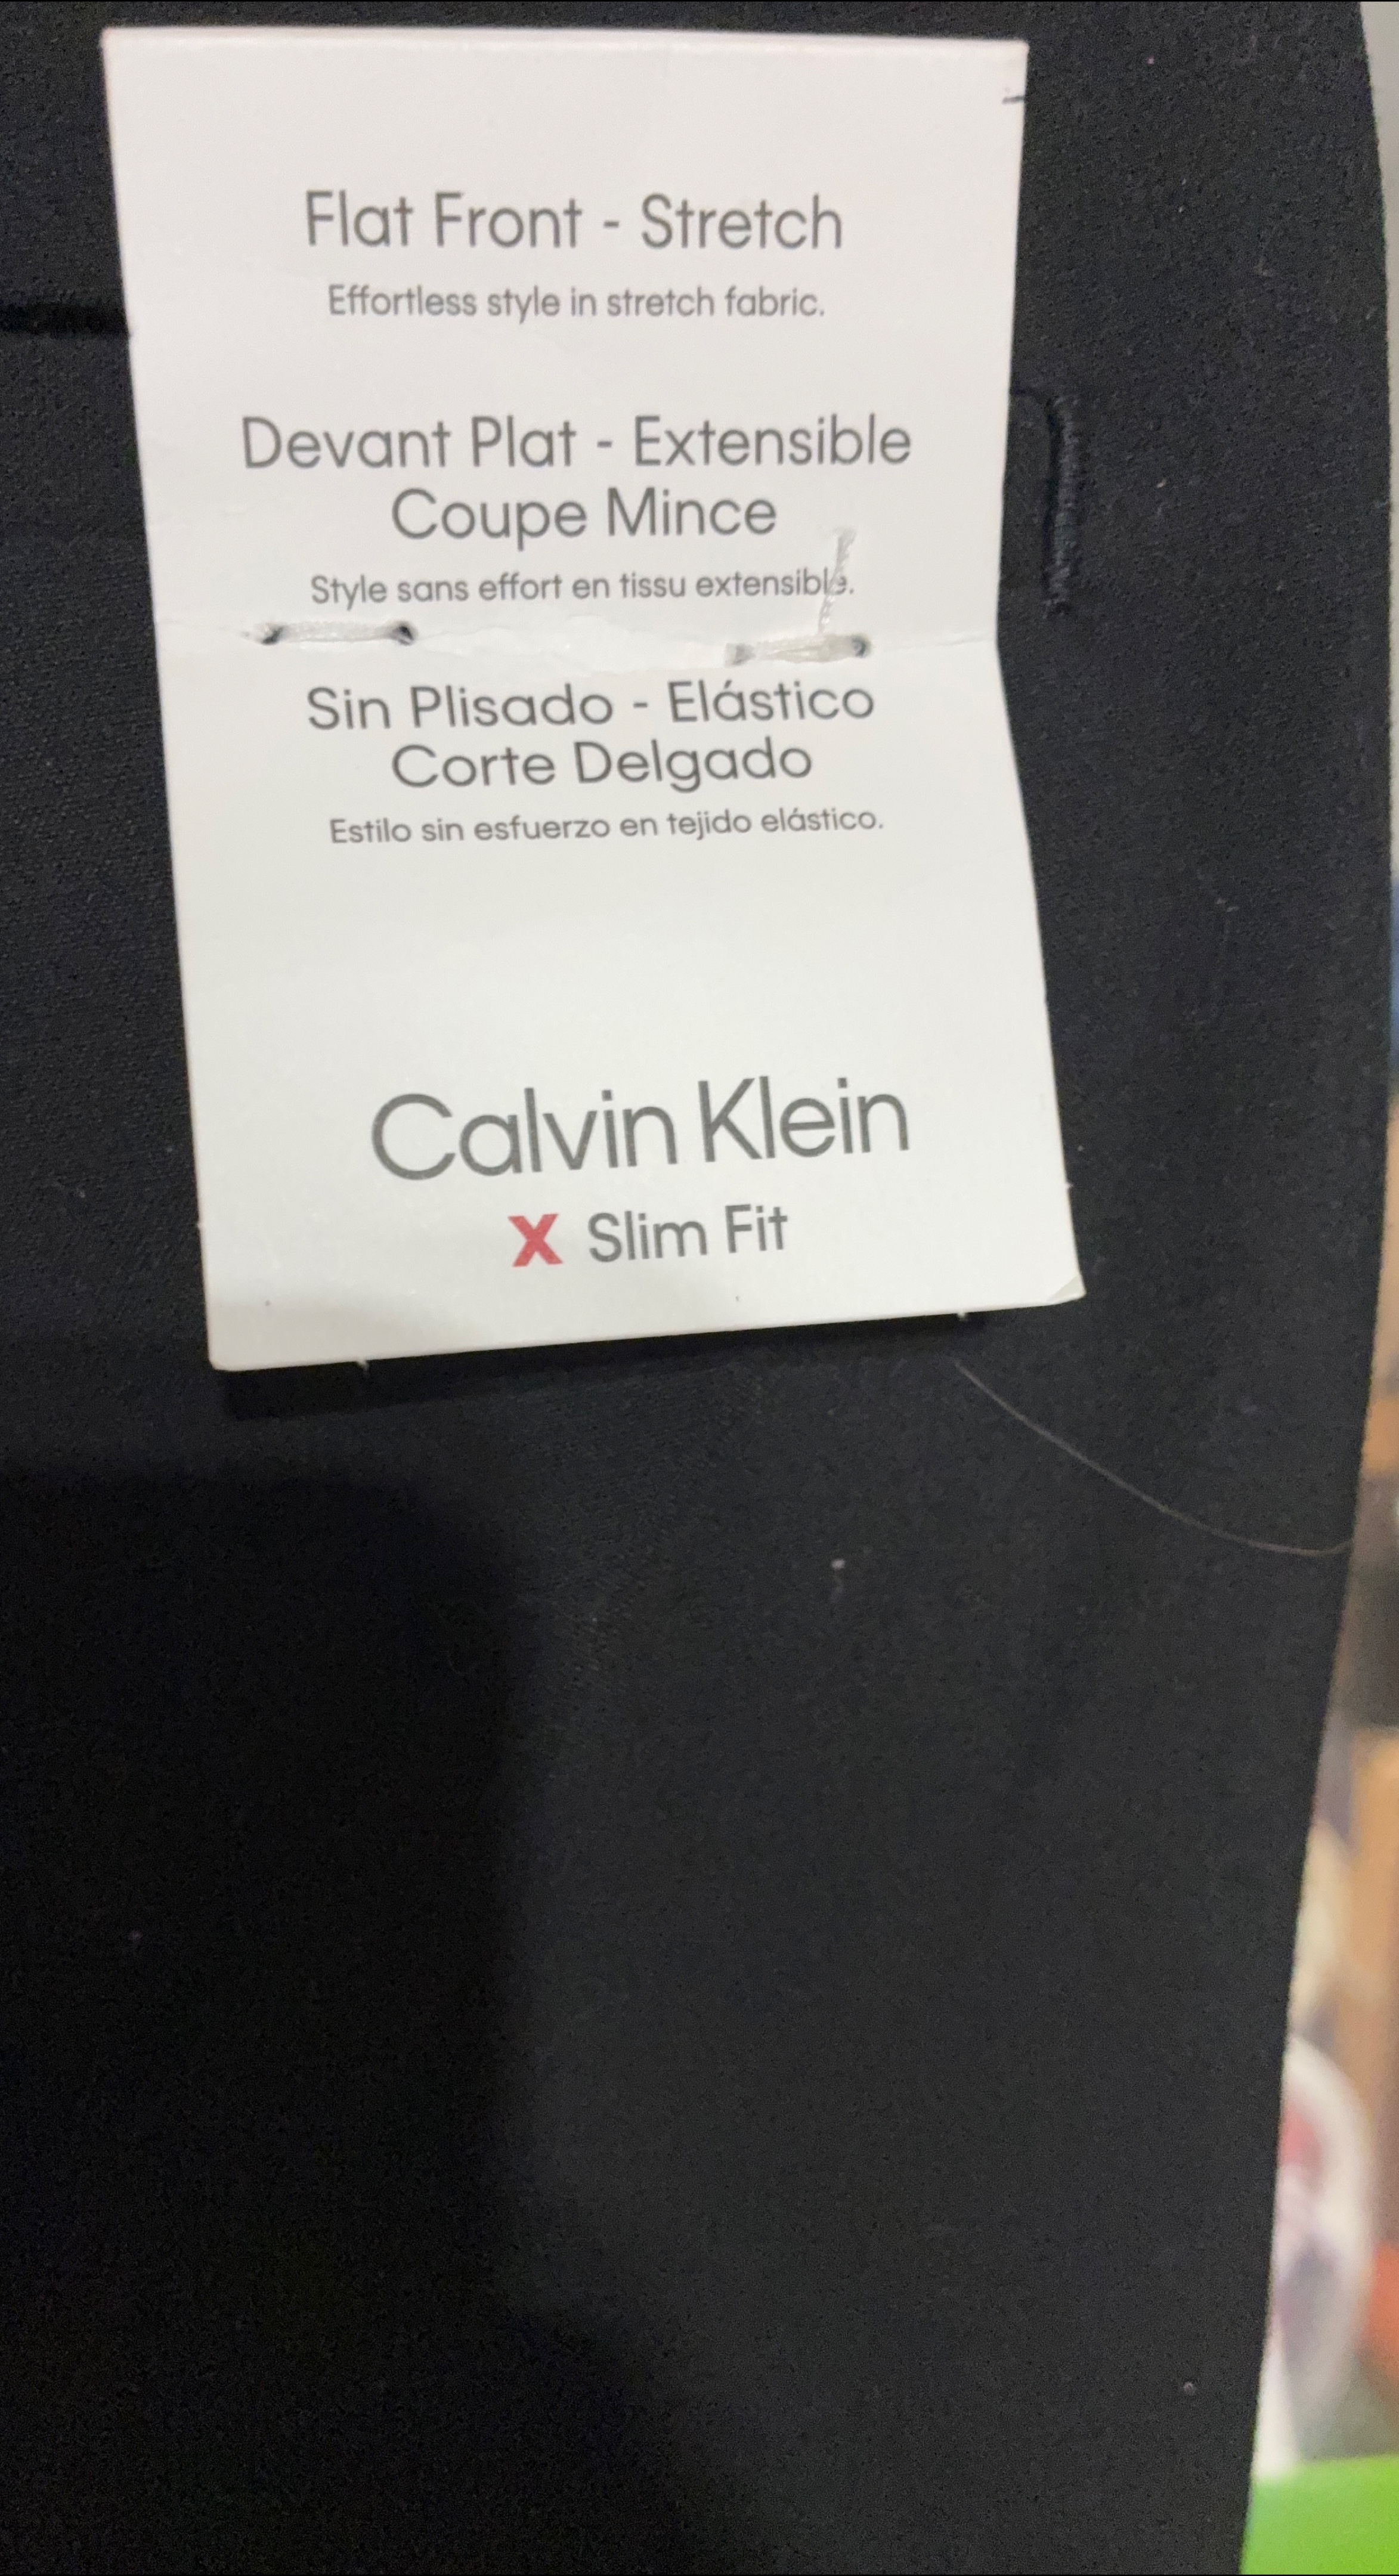 Flat Front - Stretch
Effortless style in stretch fabric.
Devant Plat - Extensible
Coupe Mince
Style sans effort en tissu extensible.
Sin Plisado - Elástico
Corte Delgado
Estilo sin esfuerzo en tejido elástico.
Calvin Klein
X Slim Fit